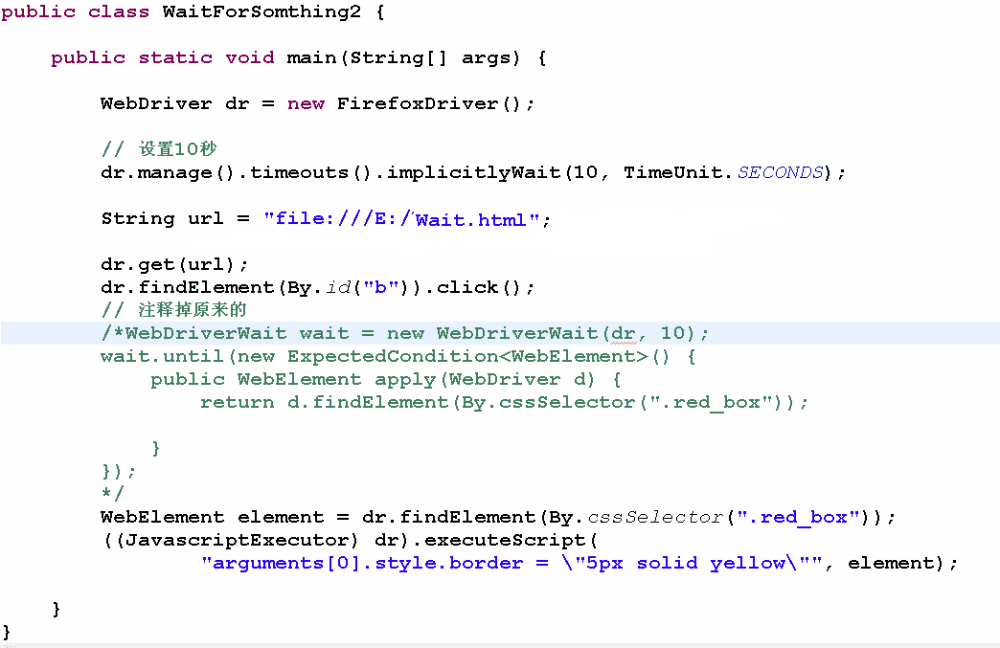 public class WaitForSomthing2 {
public static void main(String[] args) {
WebDriver dr = new FirefoxDriver();
// 设置10秒
dr.manage().timeouts().implicitlyWait(10, TimeUnit.SECONDS);
String url = "file:///E:/Wait.html";
dr.get(url);
dr.findElement(By.id("b")).click();
// 注释掉原来的
/*WebDriverWait wait = new WebDriverWait(dr, 10);
wait.until(new ExpectedCondition<WebElement>() {
public WebElement apply(WebDriver d) {
return d.findElement(By.cssSelector(".red_box"));
}
});
*/
WebElement element = dr.findElement(By.cssSelector(".red_box"));
((JavascriptExecutor) dr).executeScript(
"arguments[0].style.border = \"5px solid yellow\"", element);
}
}